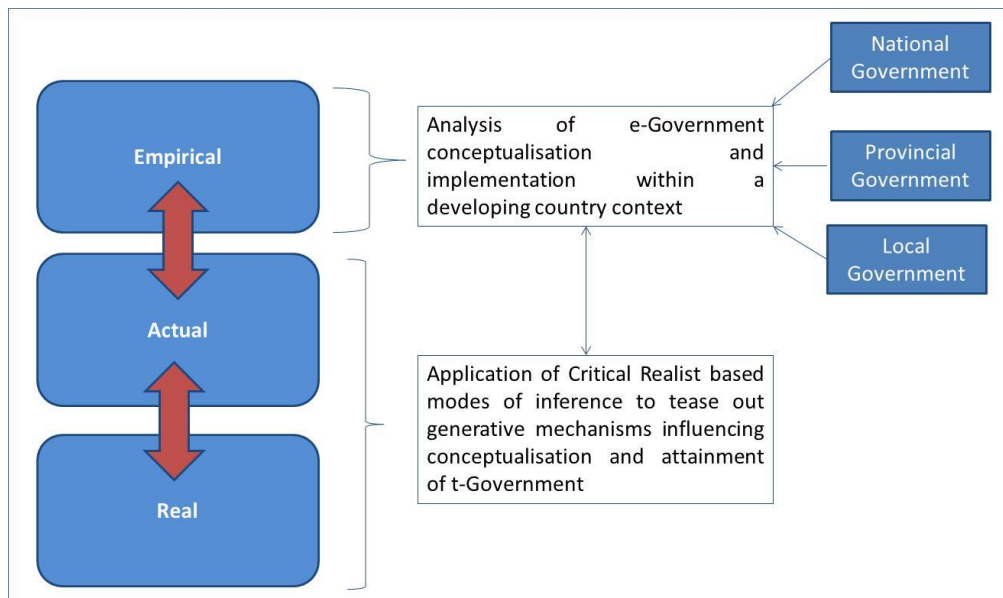 Empirical
Actual
Real
Analysis of e-Government
conceptualisation and
implementation within a
developing country context
Application of Critical Realist based
modes of inference to tease out
generative mechanisms influencing
conceptualisation and attainment
of t-Government
National
Government
Provincial
Government
Local
Government